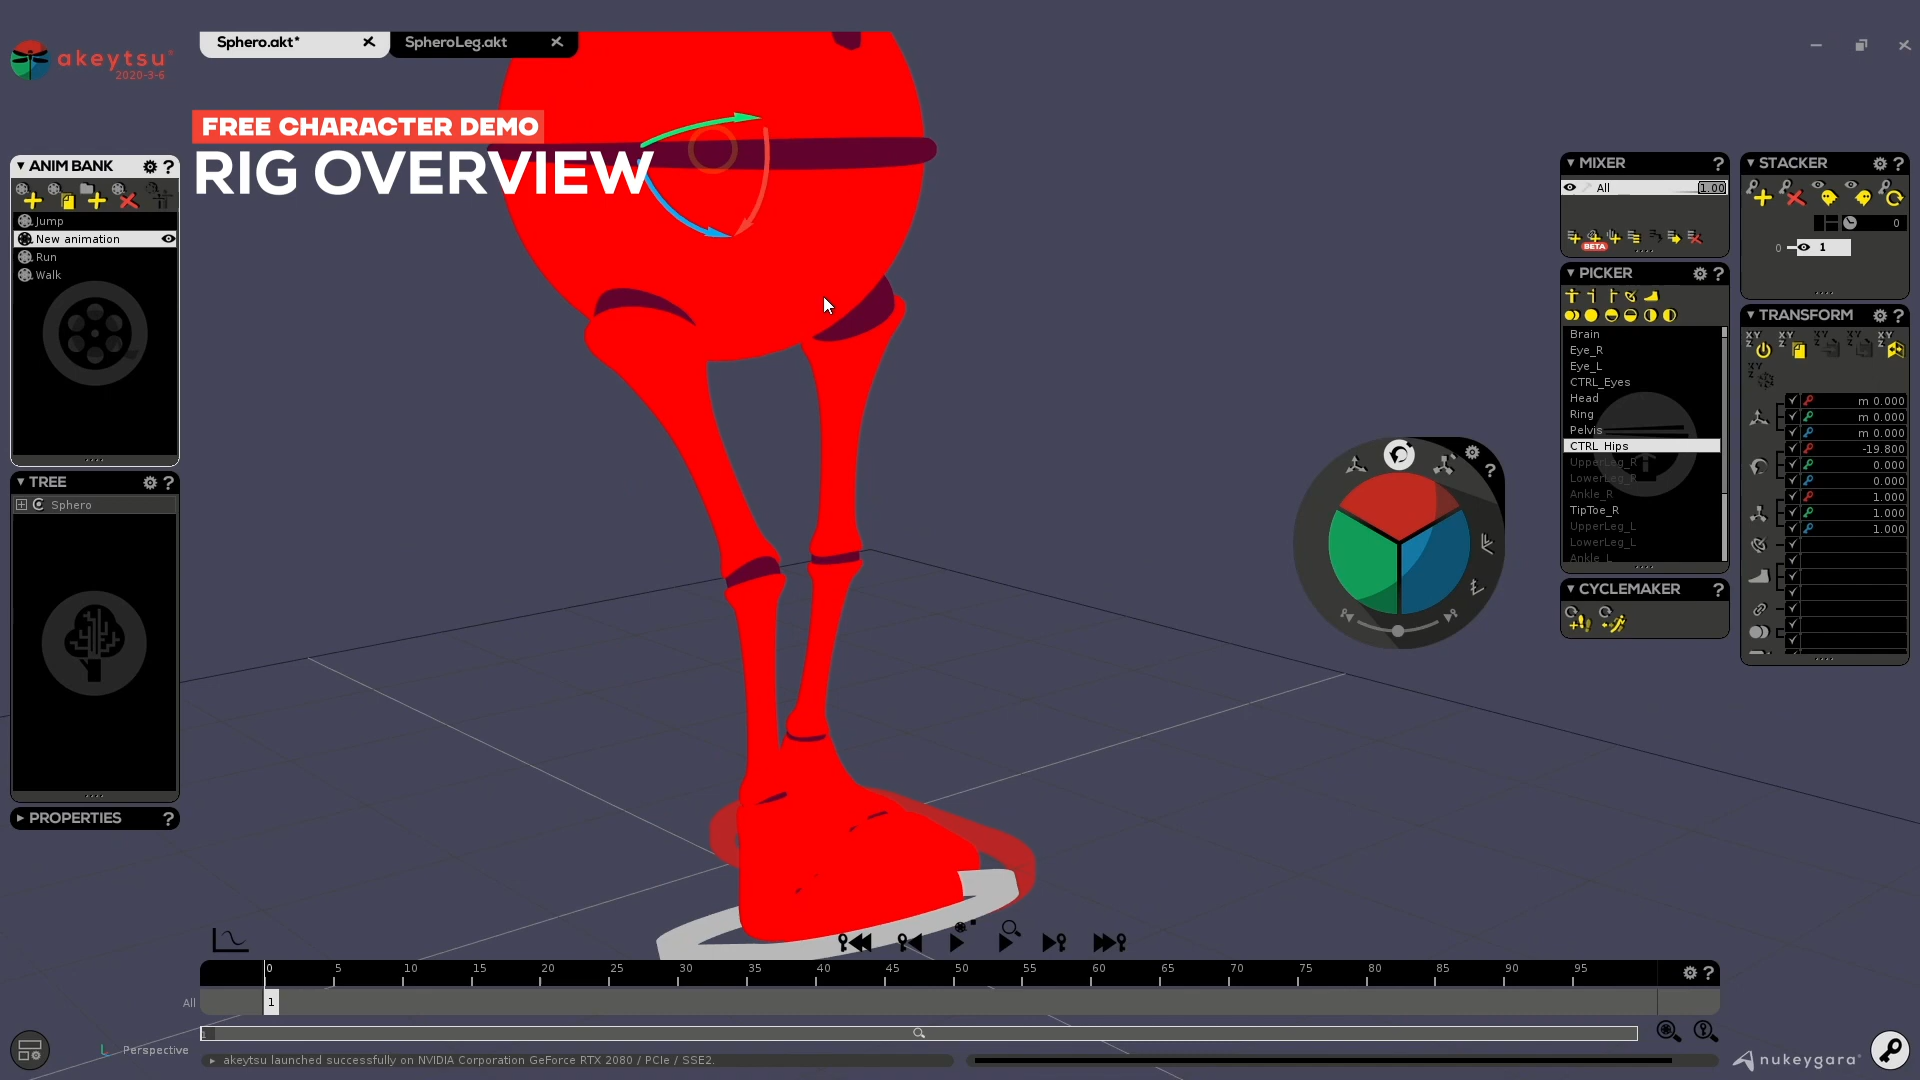 Sphero.akt*
SpheroLeg.akt
akeytsu
2020-3-6
FREE CHARACTER DEMO
RIG OVERVIEW
ANIM BANK ?
Jump
New animation
Run
Walk
TREE ?
Sphero
PROPERTIES ?
MIXER ?
All 1.00
BETA
PICKER ?
Brain
Eye_R
Eye_L
CTRL_Eyes
Head
Ring
Pelvis
CTRL_Hips
UpperLeg_R
LowerLeg_R
Ankle_R
TipToe_R
UpperLeg_L
LowerLeg_L
Ankle_L
CYCLEMAKER ?
STACKER ?
0
0 1
TRANSFORM ?
m 0.000
m 0.000
m 0.000
-19.800
0.000
0.000
1.000
1.000
1.000
?
0 5 10 15 20 25 30 35 40 45 50 55 60 65 70 75 80 85 90 95
?
All 1
Perspective
akeytsu launched successfully on NVIDIA Corporation GeForce RTX 2080 / PCIe / SSE2.
nukeygara